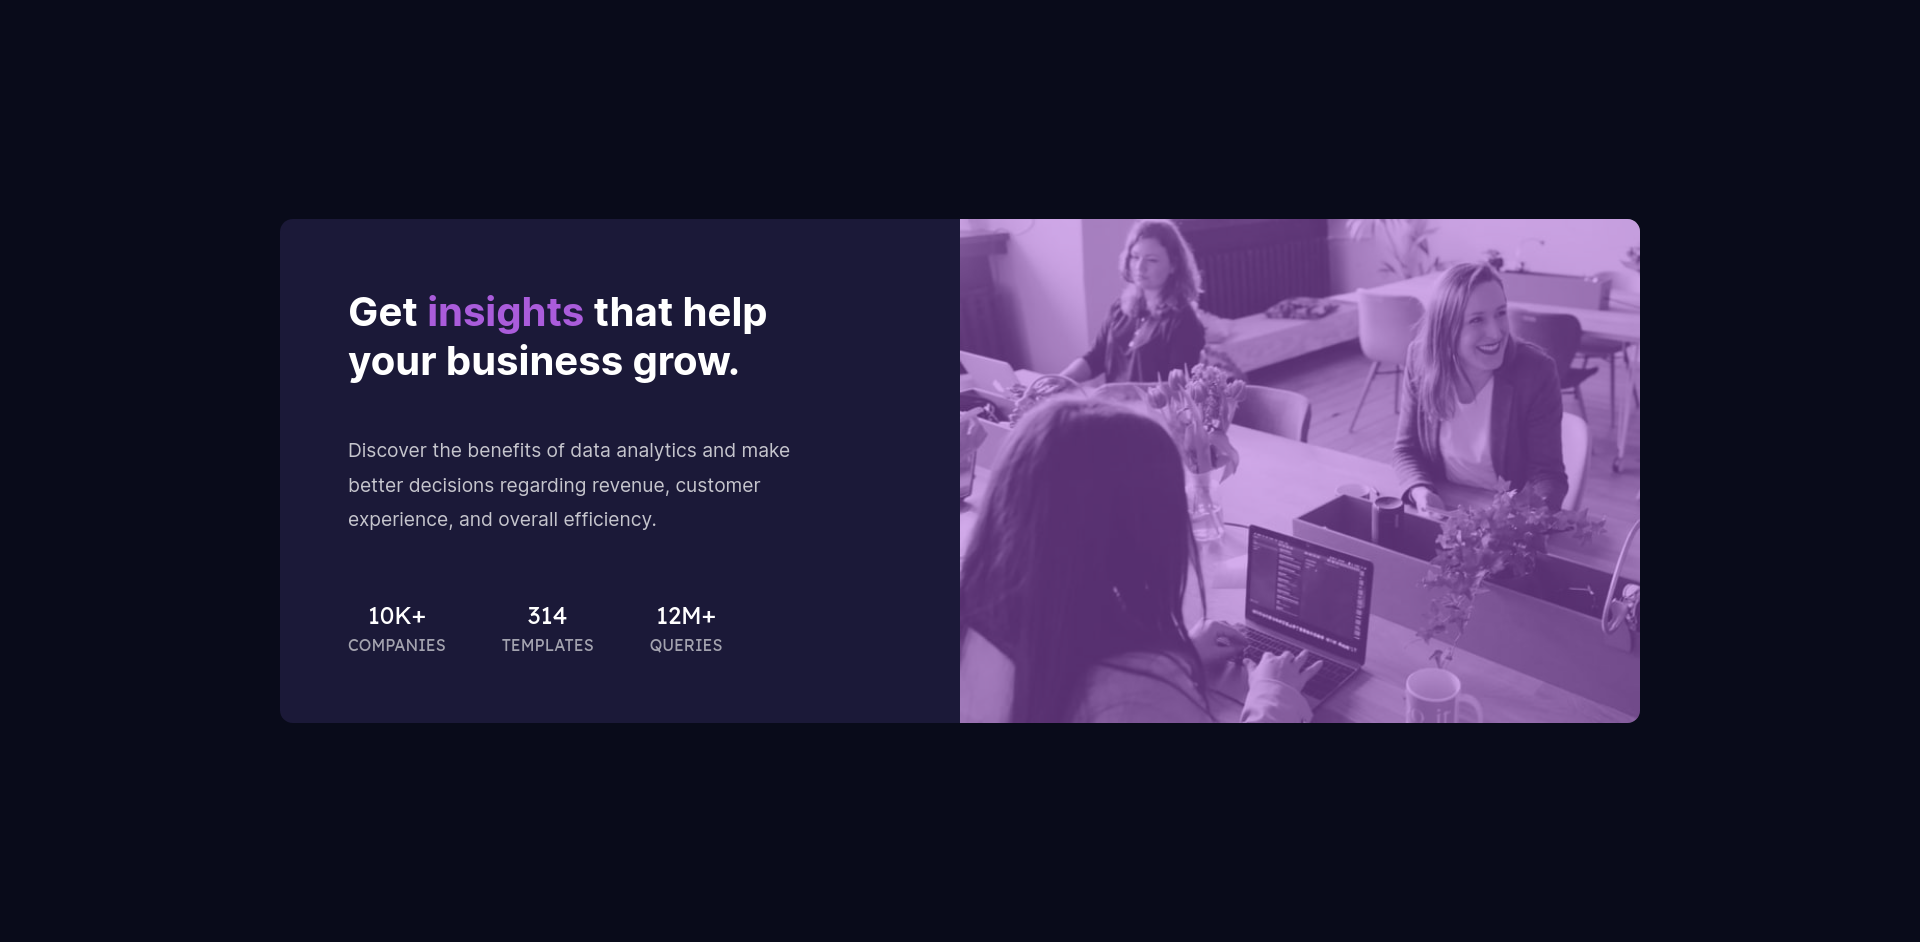 Get insights that help
your business grow.
Discover the benefits of data analytics and make
better decisions regarding revenue, customer
experience, and overall efficiency.
10K+ 314 12M+
COMPANIES TEMPLATES QUERIES